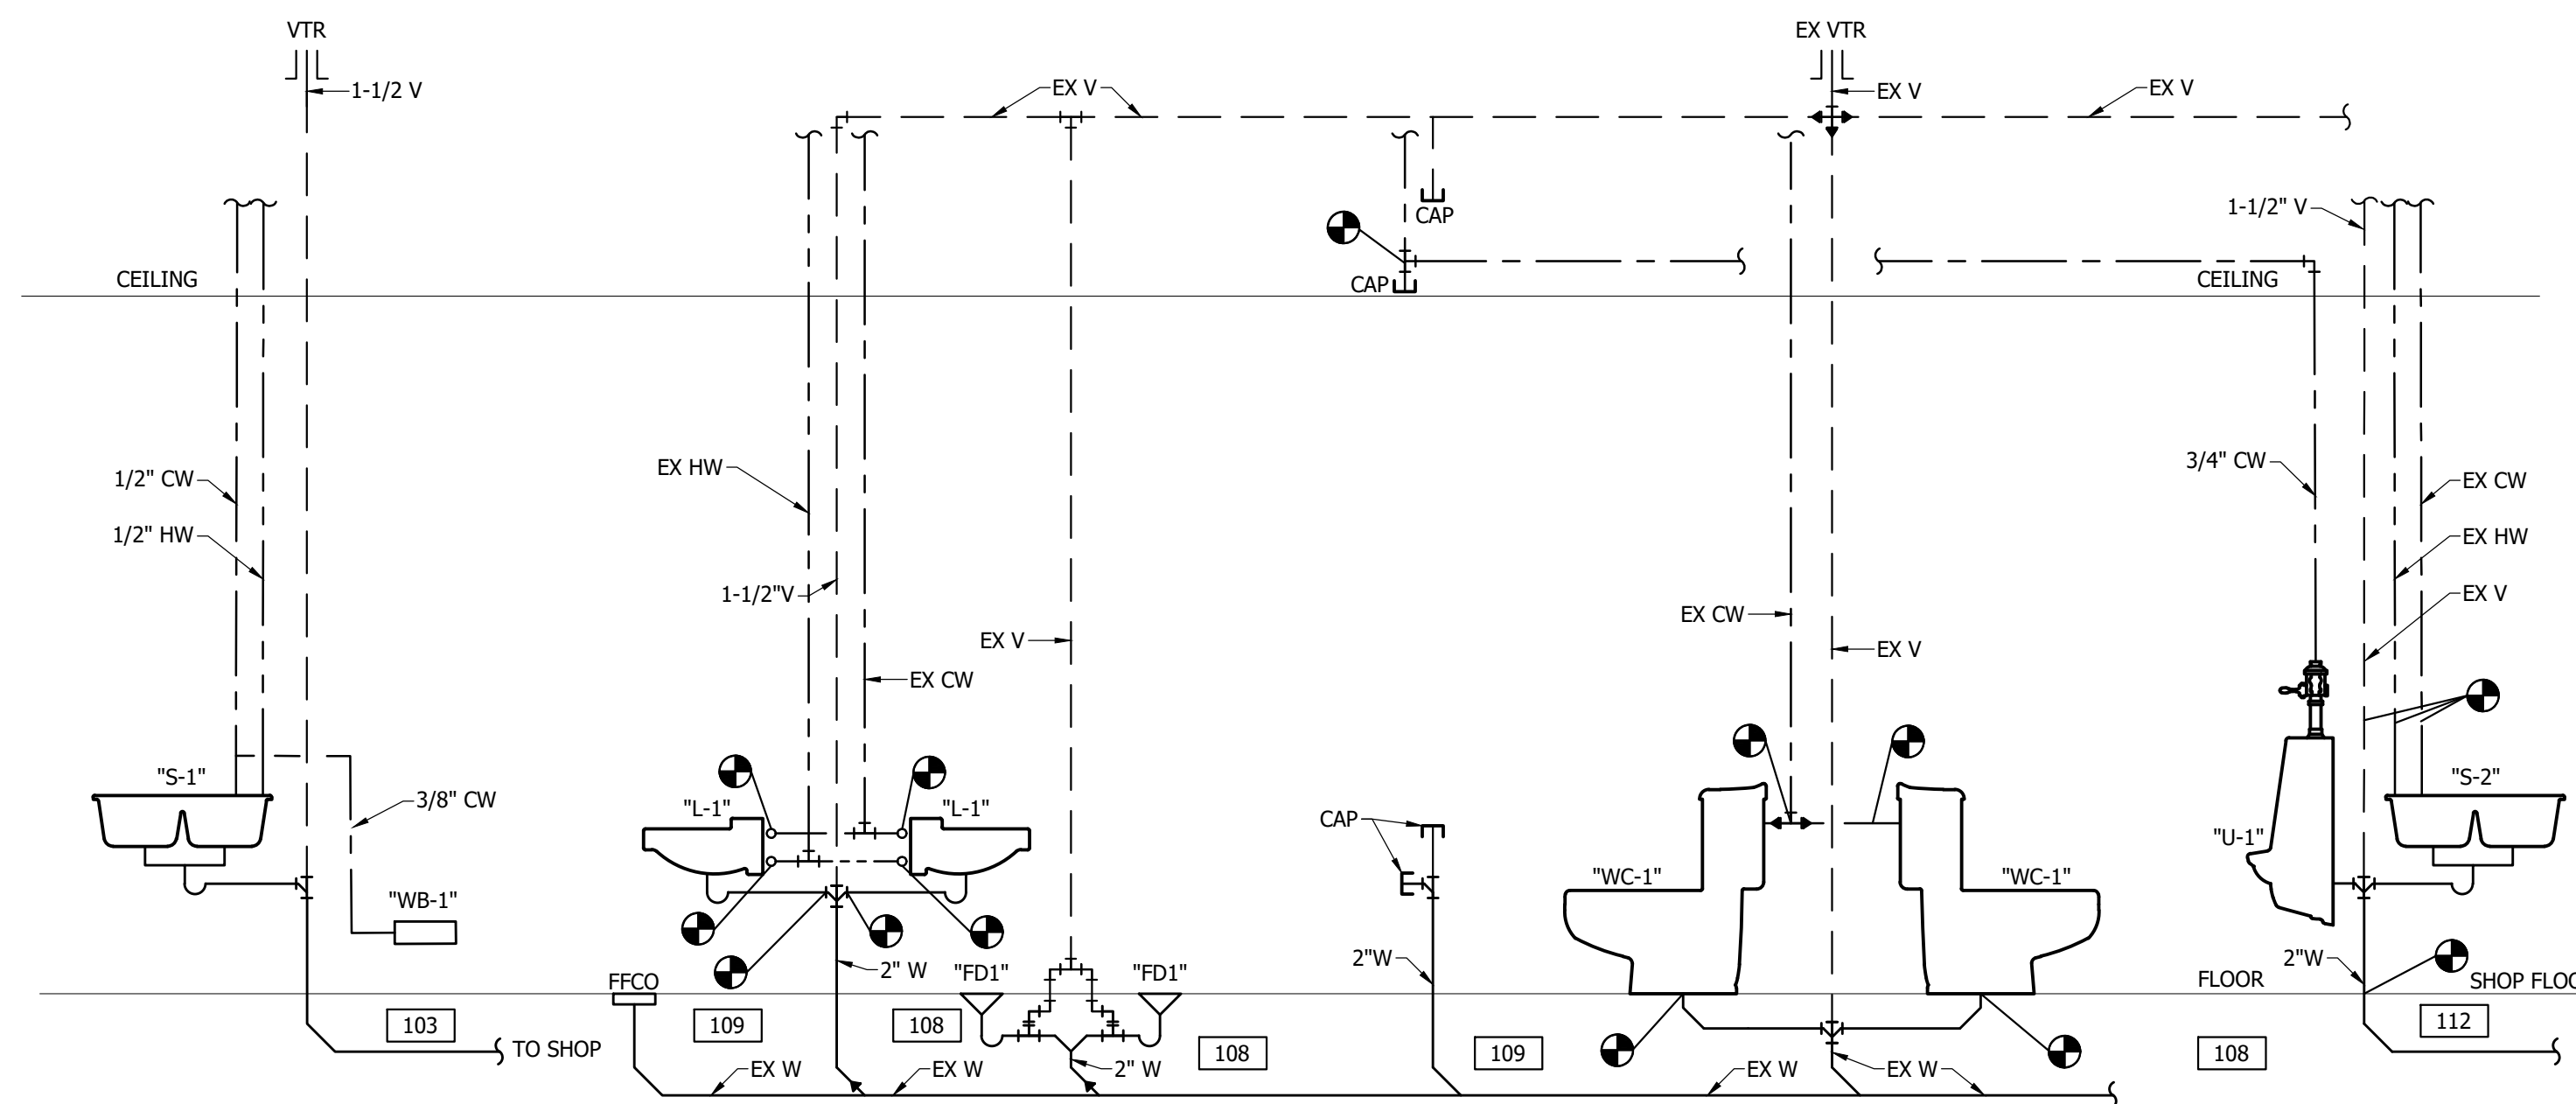 VTR
EX VTR
1-1/2 V
EX V
EX V
EX V
CAP
1-1/2" V
CEILING
CAP
CEILING
1/2" CW
EX HW
3/4" CW
EX CW
1/2" HW
EX HW
1-1/2"V
EX CW
EX V
EX V
EX V
EX CW
"S-1"
"S-2"
3/8" CW
"L-1"
"L-1"
CAP
"U-1"
"WC-1"
"WC-1"
"WB-1"
2"W
2"W
2" W
"FD1"
"FD1"
FFCO
FLOOR
SHOP FLOO
103
109
108
112
TO SHOP
108
109
108
EX W
EX W
2" W
EX W
EX W